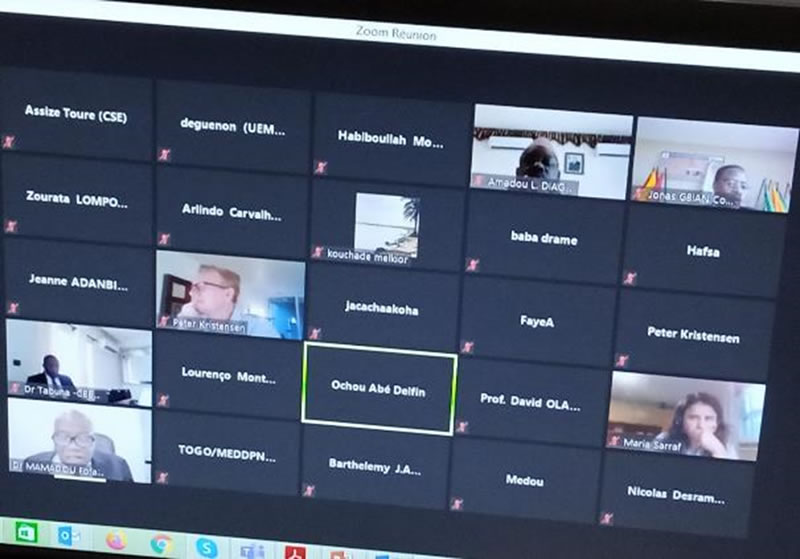 Zoom Réunion
Assize Toure (CSE)
deguenon (UEM...
Habiboullah Mo...
Amadou L. DIAG...
Jonas GBIAN Co...
Zourata LOMPO...
Arlindo Carvalh...
kouchade melkior
baba drame
Hafsa
Jeanne ADANBI...
Peter Kristensen
jacachaakoha
FayeA
Peter Kristensen
Lourenço Mont...
Ochou Abé Delfin
Prof. David OLA...
Maria Sarraf
Dr MAMADOU
TOGO/MEDDPN...
Barthelemy J.A...
Medou
Nicolas Desram...
Dr Tabuna